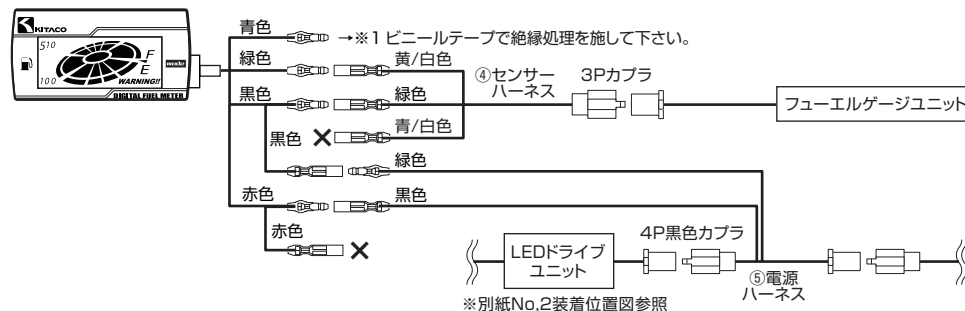 KITACO
510
100
F
E
WARNING!!
mode
DIGITAL FUEL METER
青色
→※1 ビニールテープで絶縁処理を施して下さい。
緑色
黄/白色
④センサー
ハーネス
3Pカプラ
黒色
緑色
フューエルゲージユニット
黒色
青/白色
緑色
赤色
黒色
赤色
4P黒色カプラ
LEDドライブ
ユニット
⑤電源
ハーネス
※別紙No,2装着位置図参照